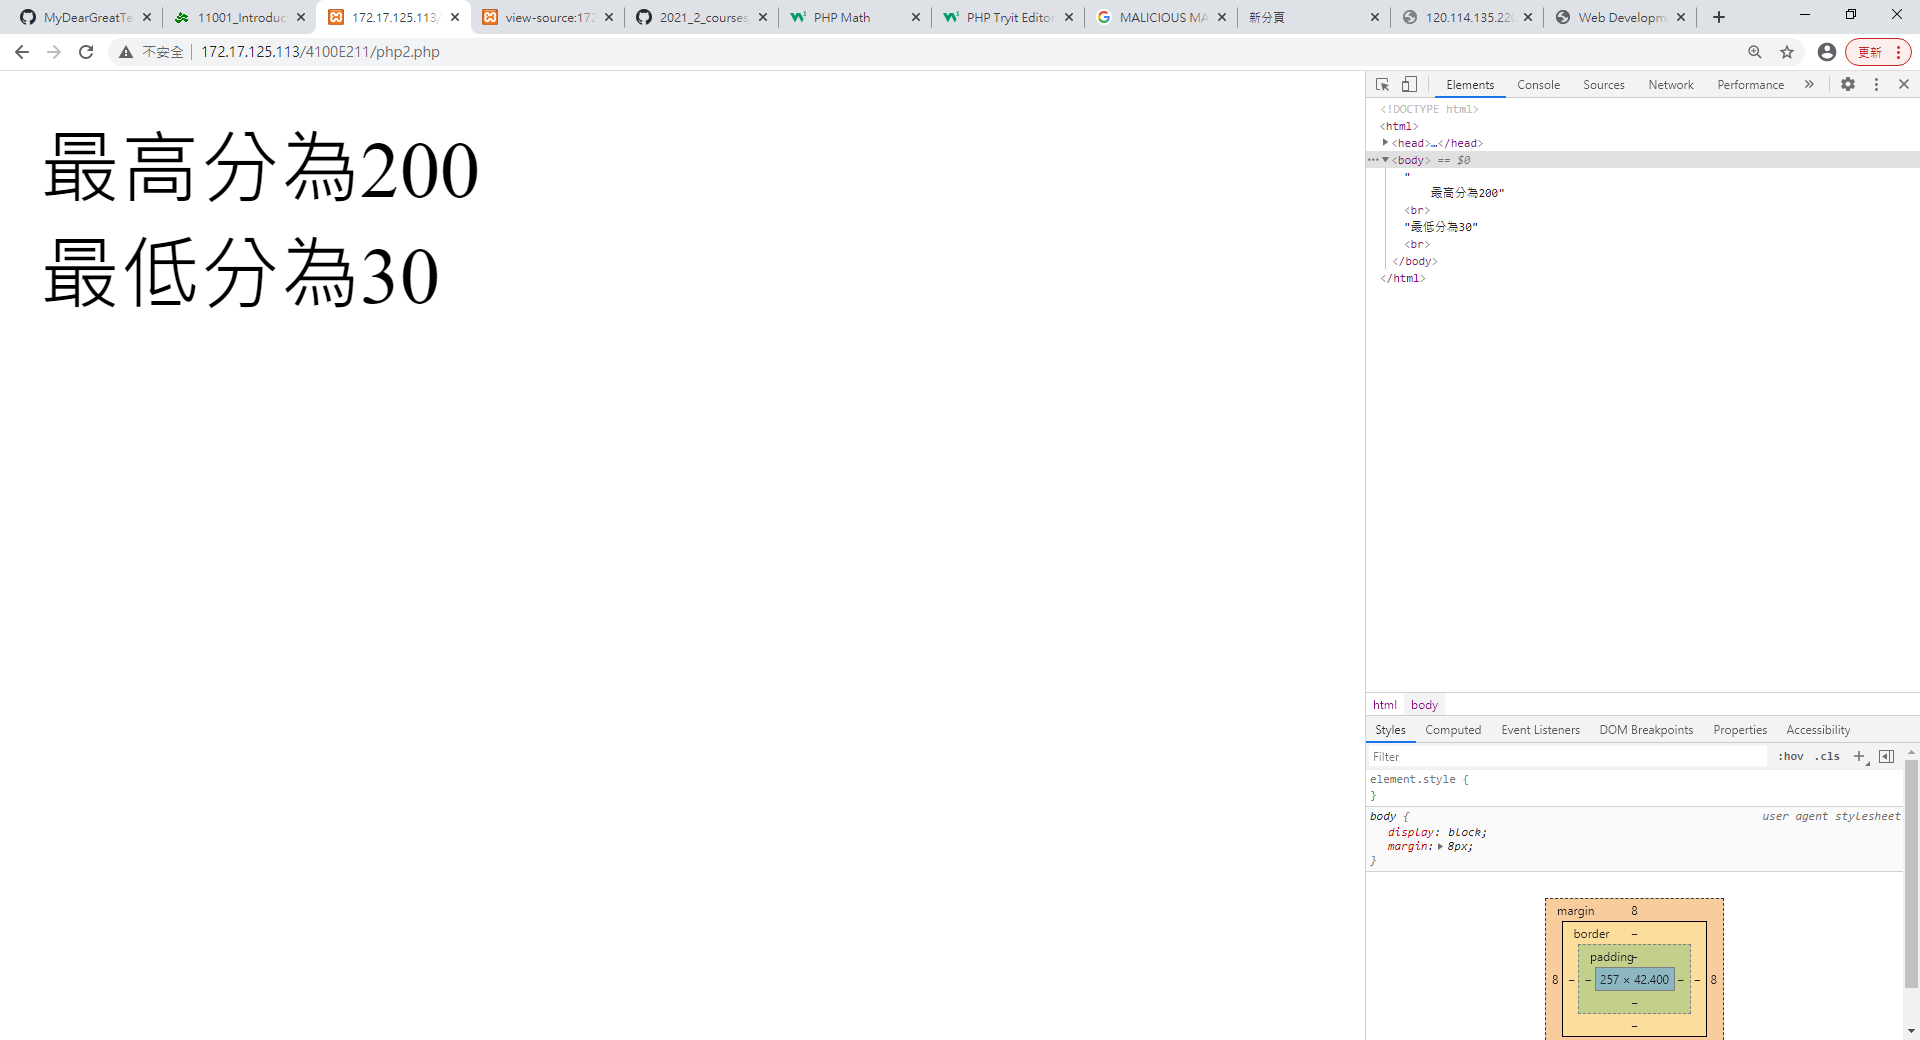 MyDearGreatTe
11001_Introduc
172.17.125.113/
view-source:172
2021_2_courses
PHP Math
PHP Tryit Editor
MALICIOUS MA
新分頁
120.114.135.220
Web Developm
不安全
172.17.125.113/4100E211/php2.php
更新
最高分為200
最低分為30
Elements Console Sources Network Performance »
<!DOCTYPE html>
<html>
<head>…</head>
<body> == $0
"
最高分為200"
<br>
"最低分為30"
<br>
</body>
</html>
html body
Styles Computed Event Listeners DOM Breakpoints Properties Accessibility
Filter :hov .cls +
element.style {
}
body { user agent stylesheet
display: block;
margin: 8px;
}
margin 8
border –
padding –
8 – – 257 × 42.400 – – 8
–
–